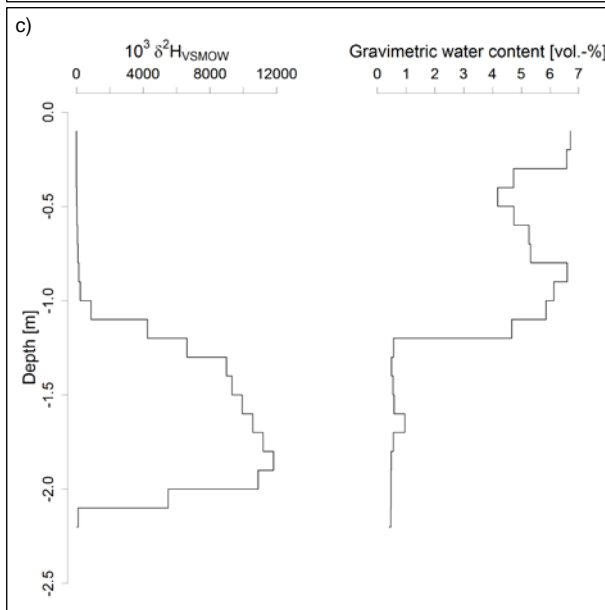 c)
10³ δ²H_VSMOW
0 4000 8000 12000
Gravimetric water content [vol.-%]
0 1 2 3 4 5 6 7
Depth [m]
0.0
-0.5
-1.0
-1.5
-2.0
-2.5